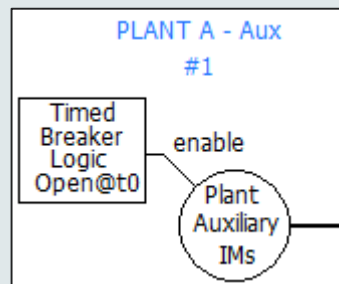 PLANT A - Aux
#1
Timed
Breaker
Logic
Open@t0
enable
Plant
Auxiliary
IMs